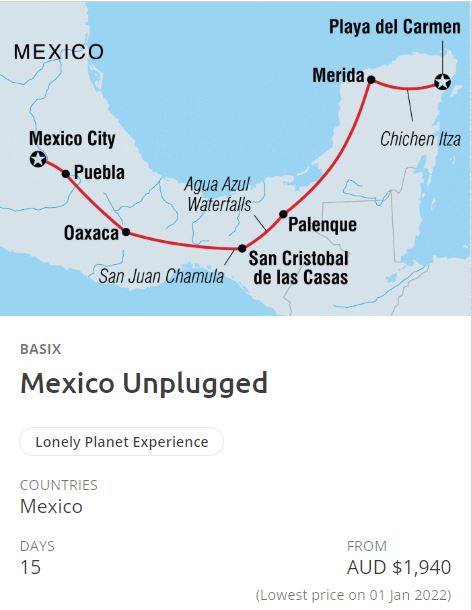 MEXICO
Playa del Carmen
Merida
Chichen Itza
Mexico City
Puebla
Agua Azul
Waterfalls
Oaxaca
Palenque
San Juan Chamula
San Cristobal
de las Casas
BASIX
Mexico Unplugged
Lonely Planet Experience
COUNTRIES
Mexico
DAYS
FROM
15
AUD $1,940
(Lowest price on 01 Jan 2022)